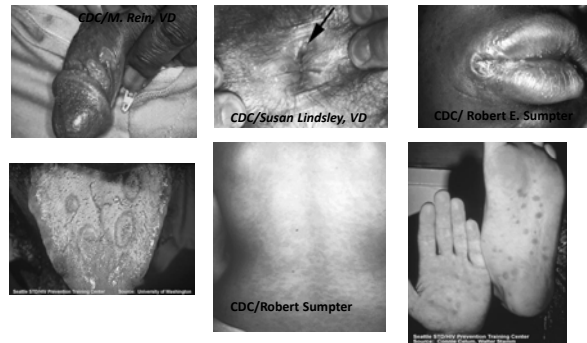 CDC/M. Rein, VD
CDC/Susan Lindsley, VD
CDC/ Robert E. Sumpter
Seattle STD/HIV Prevention Training Center
Source: University of Washington
CDC/Robert Sumpter
Seattle STD/HIV Prevention Training Center